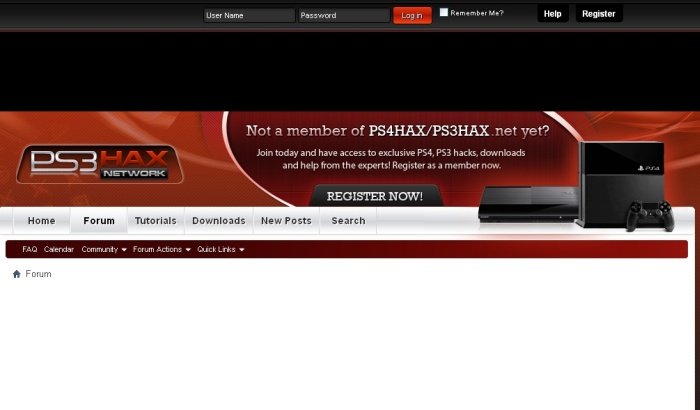 User Name
Password
Log in
Remember Me?
Help
Register
Not a member of PS4HAX/PS3HAX.net yet?
Join today and have access to exclusive PS4, PS3 hacks, downloads
and help from the experts! Register as a member now.
PS3HAX
NETWORK
REGISTER NOW!
PS4
Home
Forum
Tutorials
Downloads
New Posts
Search
FAQ
Calendar
Community
Forum Actions
Quick Links
Forum